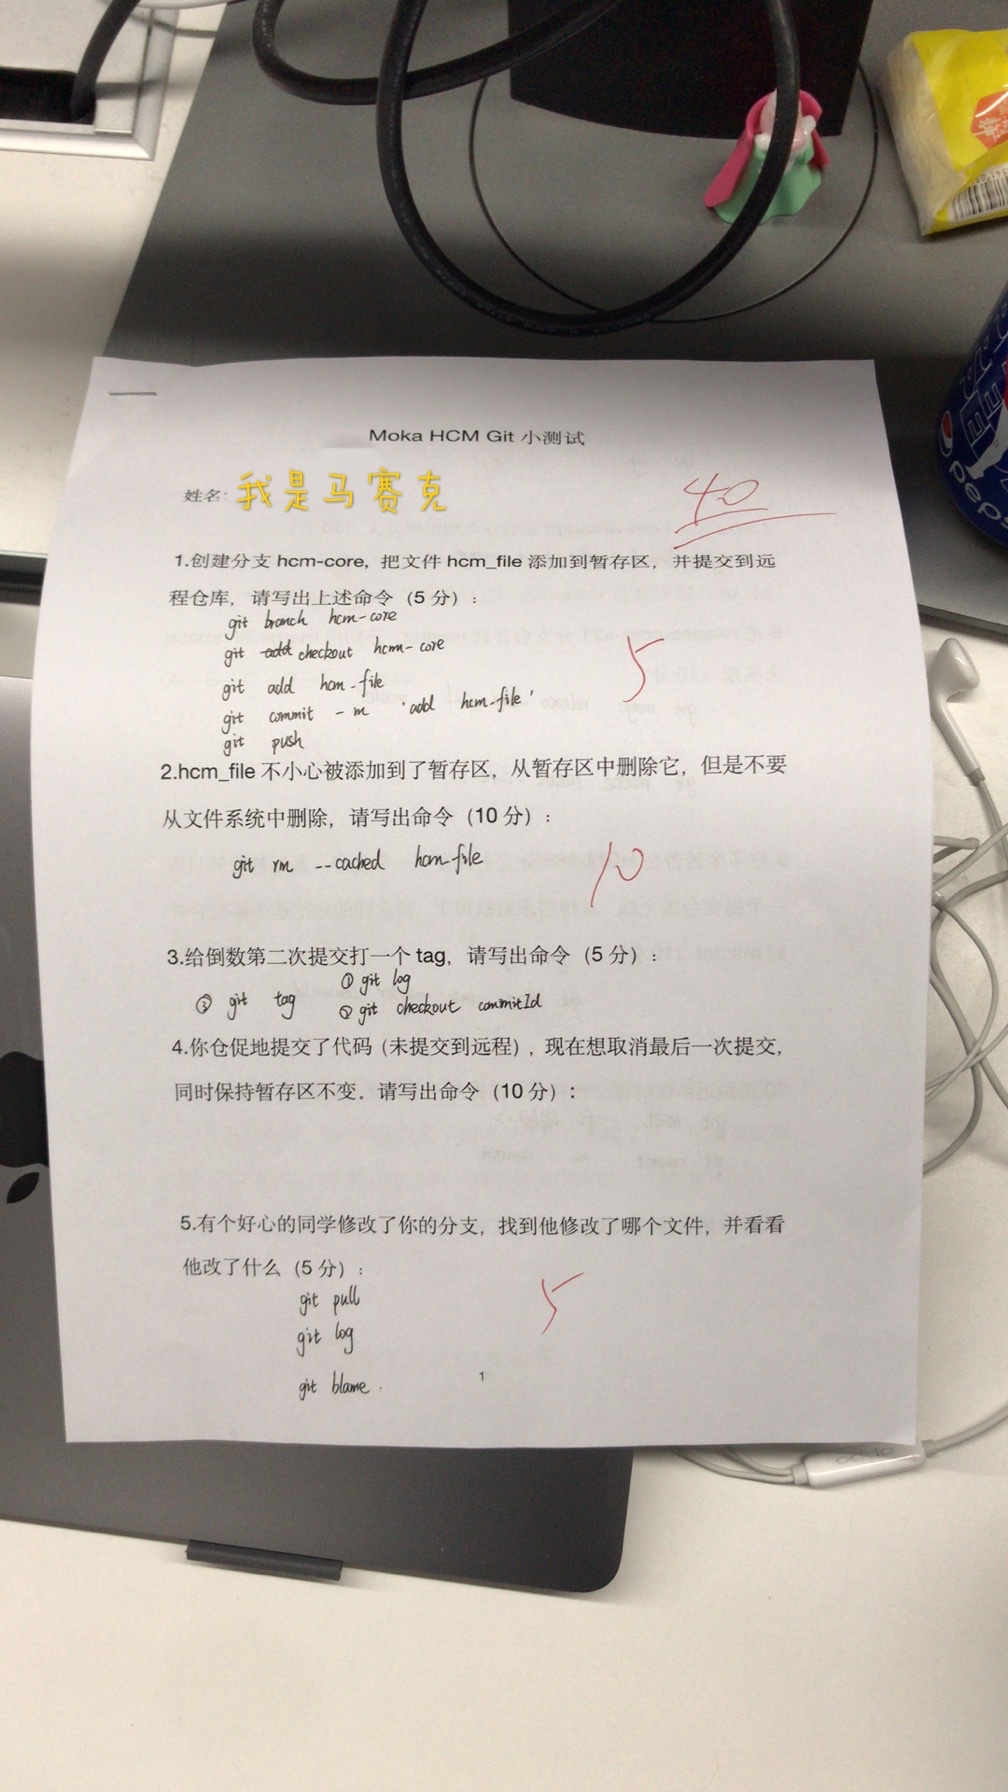 Moka HCM Git 小测试
姓名: 我是马赛克
40
1.创建分支 hcm-core，把文件 hcm_file 添加到暂存区，并提交到远
程仓库，请写出上述命令（5 分）:
git branch hcm-core
git add checkout hcm-core
git add hcm-file
git commit -m 'add hcm-file'
git push
5
2.hcm_file 不小心被添加到了暂存区，从暂存区中删除它，但是不要
从文件系统中删除，请写出命令（10 分）:
git rm --cached hcm-file
10
3.给倒数第二次提交打一个 tag，请写出命令（5 分）:
① git log
② git checkout commitId
③ git tag
4.你仓促地提交了代码（未提交到远程），现在想取消最后一次提交，
同时保持暂存区不变。请写出命令（10 分）:
5.有个好心的同学修改了你的分支，找到他修改了哪个文件，并看看
他改了什么（5 分）:
git pull
git log
git blame.
5
1
pepsi